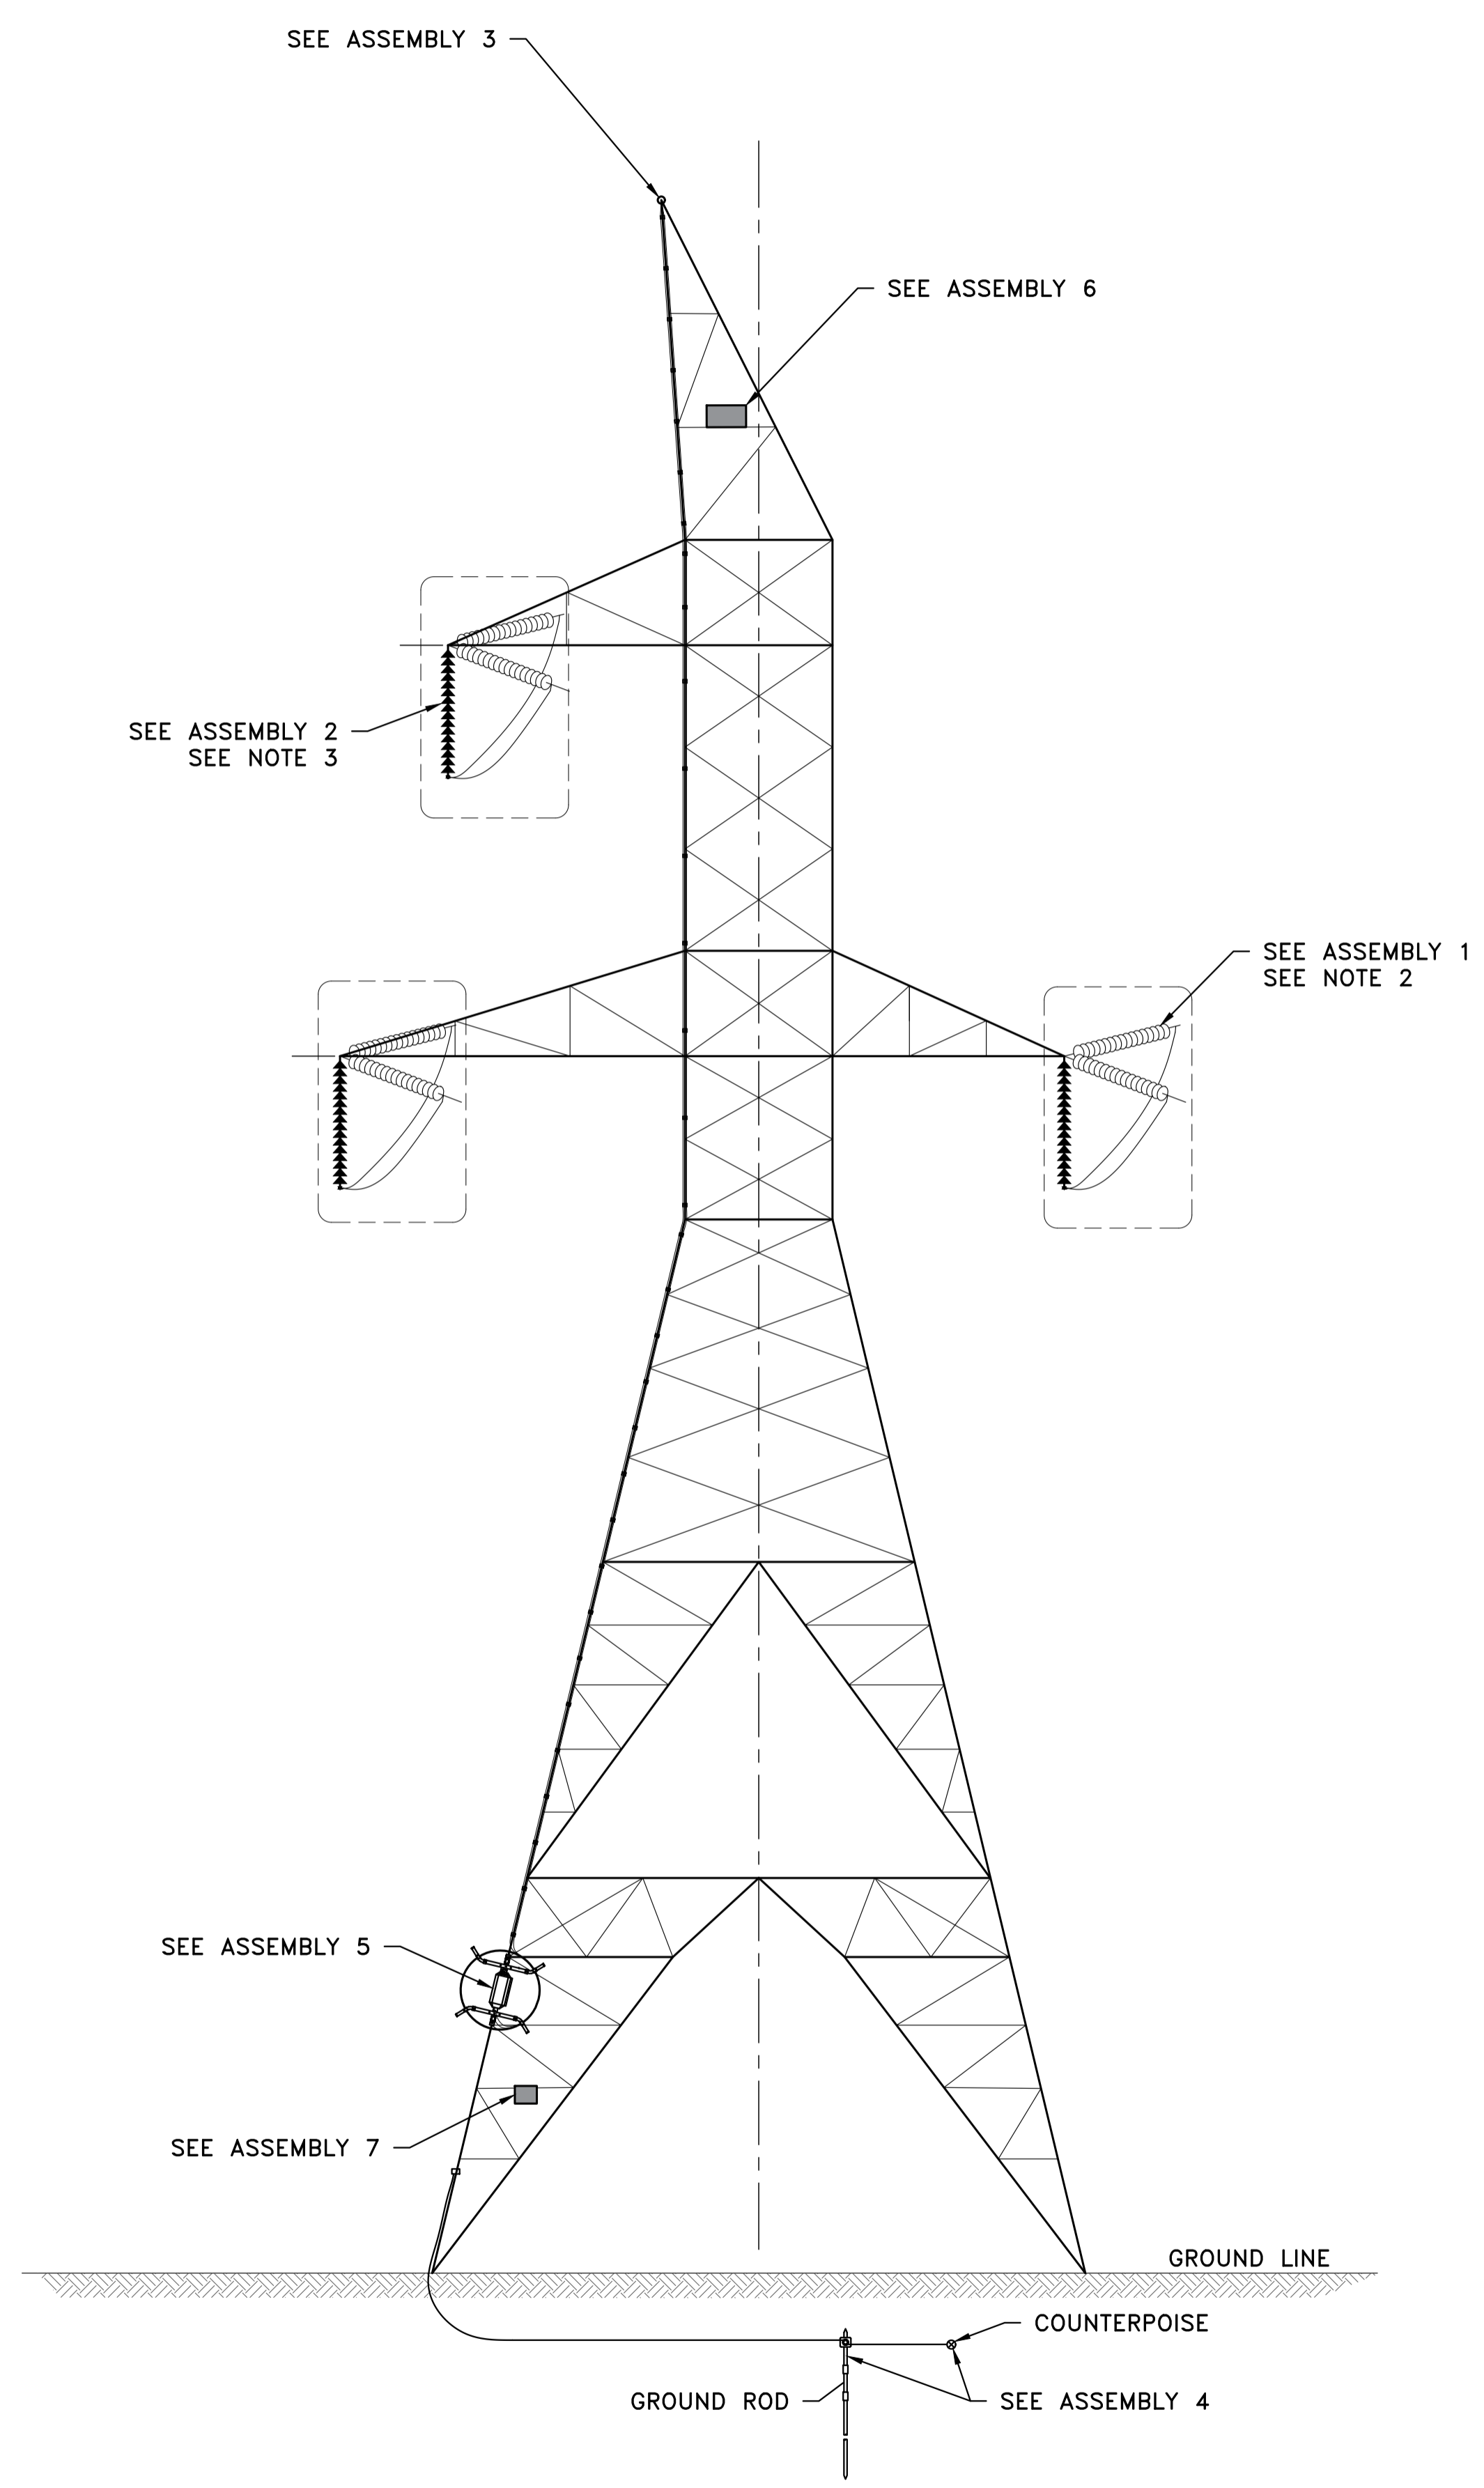 SEE ASSEMBLY 3
SEE ASSEMBLY 6
SEE ASSEMBLY 2
SEE NOTE 3
SEE ASSEMBLY 1
SEE NOTE 2
SEE ASSEMBLY 5
SEE ASSEMBLY 7
GROUND LINE
COUNTERPOISE
GROUND ROD
SEE ASSEMBLY 4